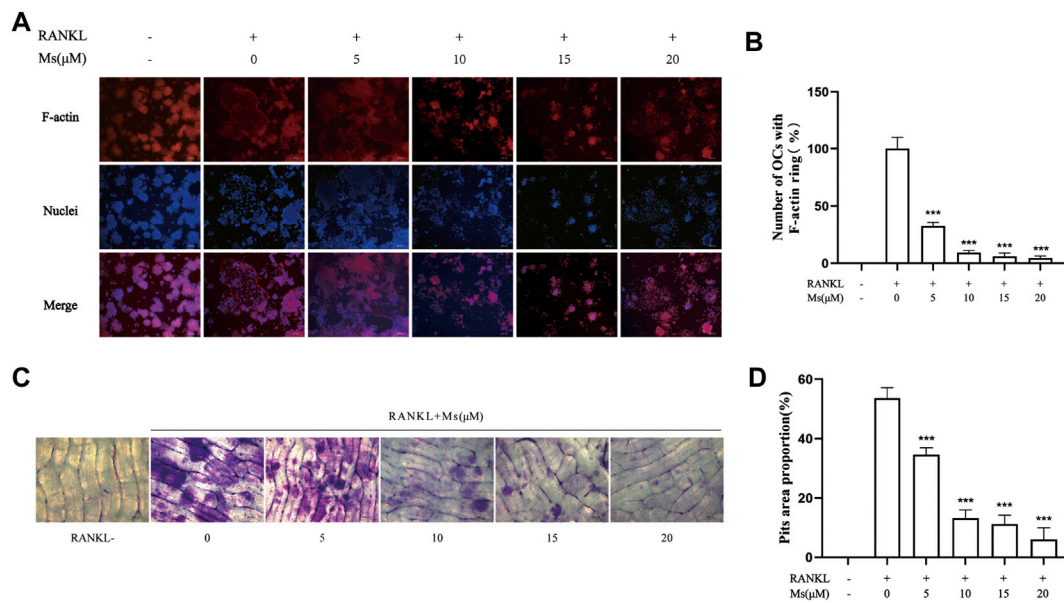 A
RANKL - + + + + +
Ms(μM) - 0 5 10 15 20
F-actin
Nuclei
Merge
B
Number of OCs with
F-actin ring( %)
150
100
50
0
*** *** *** ***
RANKL - + + + + +
Ms(μM) - 0 5 10 15 20
C
RANKL+Ms(μM)
RANKL- 0 5 10 15 20
D
Pits area proportion(%)
60
40
20
0
*** *** *** ***
RANKL - + + + + +
Ms(μM) - 0 5 10 15 20